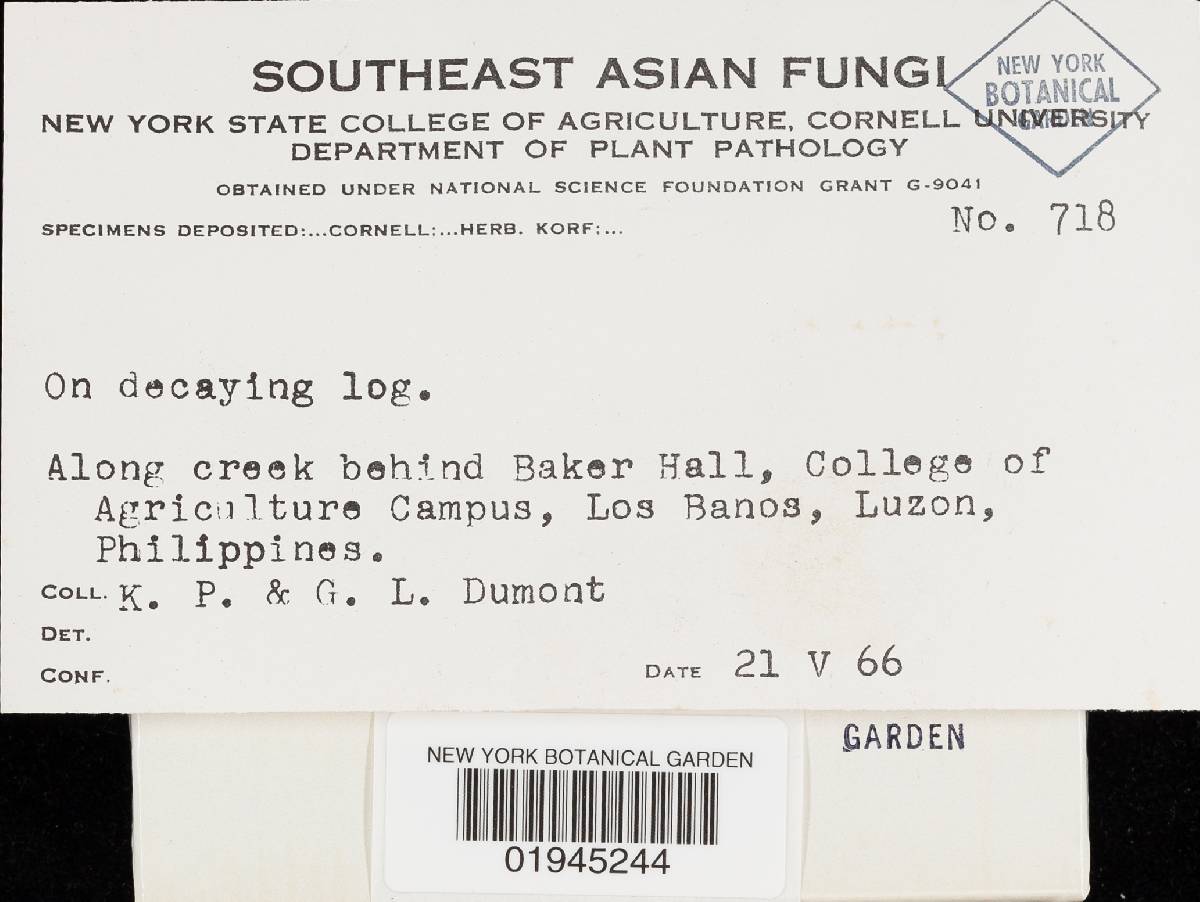 SOUTHEAST ASIAN FUNGI
NEW YORK
BOTANICAL
GARDEN
NEW YORK STATE COLLEGE OF AGRICULTURE, CORNELL UNIVERSITY
DEPARTMENT OF PLANT PATHOLOGY
OBTAINED UNDER NATIONAL SCIENCE FOUNDATION GRANT G-9041
SPECIMENS DEPOSITED:...CORNELL:...HERB. KORF:...
No. 718
On decaying log.
Along creek behind Baker Hall, College of
Agriculture Campus, Los Banos, Luzon,
Philippines.
COLL. K. P. & G. L. Dumont
DET.
CONF.
DATE 21 V 66
GARDEN
NEW YORK BOTANICAL GARDEN
01945244